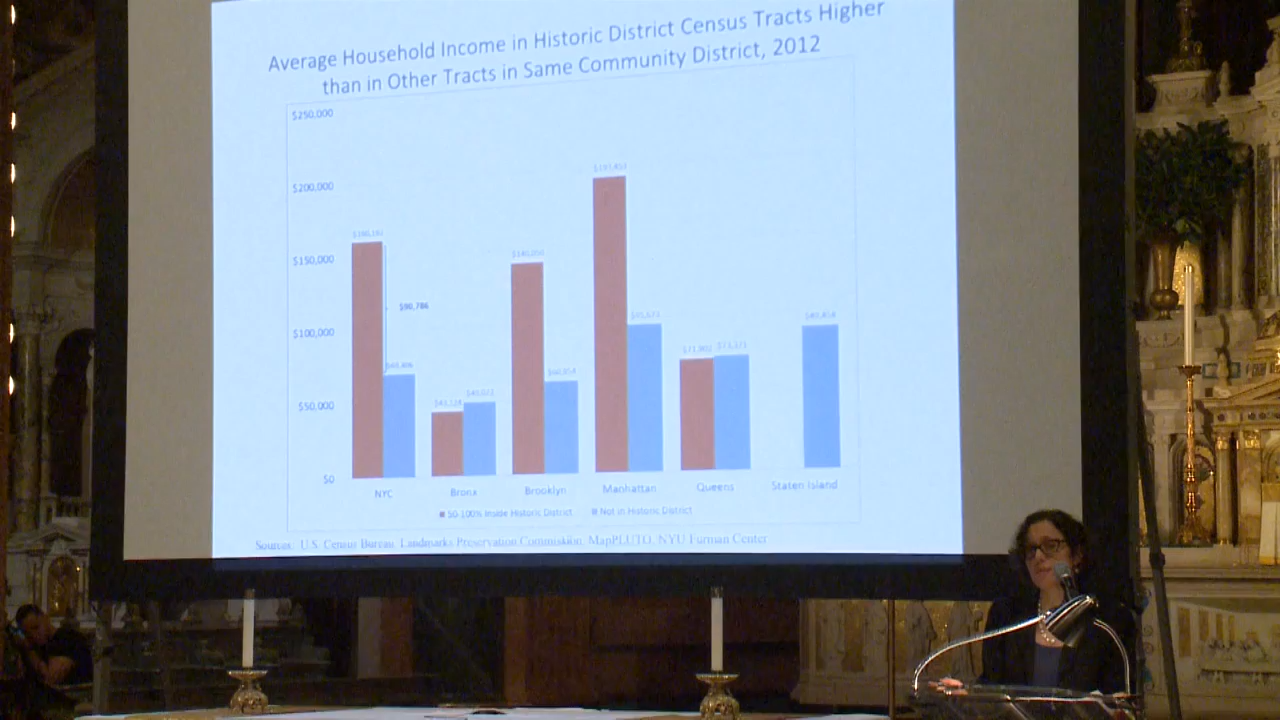 Average Household Income in Historic District Census Tracts Higher
than in Other Tracts in Same Community District, 2012
$250,000
$200,000
$150,000
$100,000
$50,000
$0
$90,786
NYC
Bronx
Brooklyn
Manhattan
Queens
Staten Island
50-100% Inside Historic District
Not in Historic District
Sources: U.S. Census Bureau, Landmarks Preservation Commission, MapPLUTO, NYU Furman Center